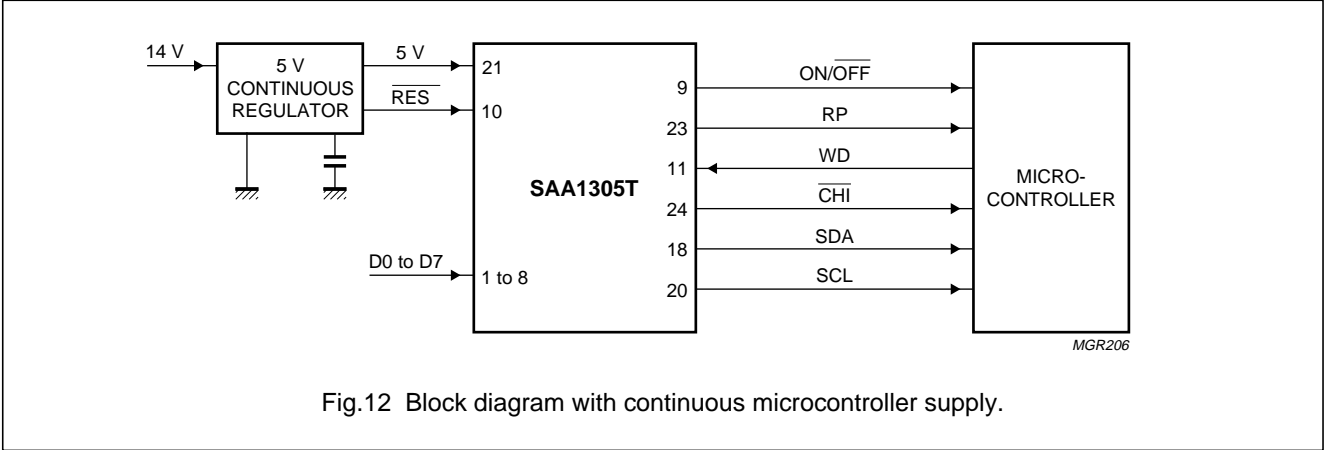 14 V
5 V
CONTINUOUS
REGULATOR
5 V
RES
21
10
D0 to D7
1 to 8
SAA1305T
9
23
11
24
18
20
ON/OFF
RP
WD
CHI
SDA
SCL
MICRO-
CONTROLLER
MGR206
Fig.12 Block diagram with continuous microcontroller supply.